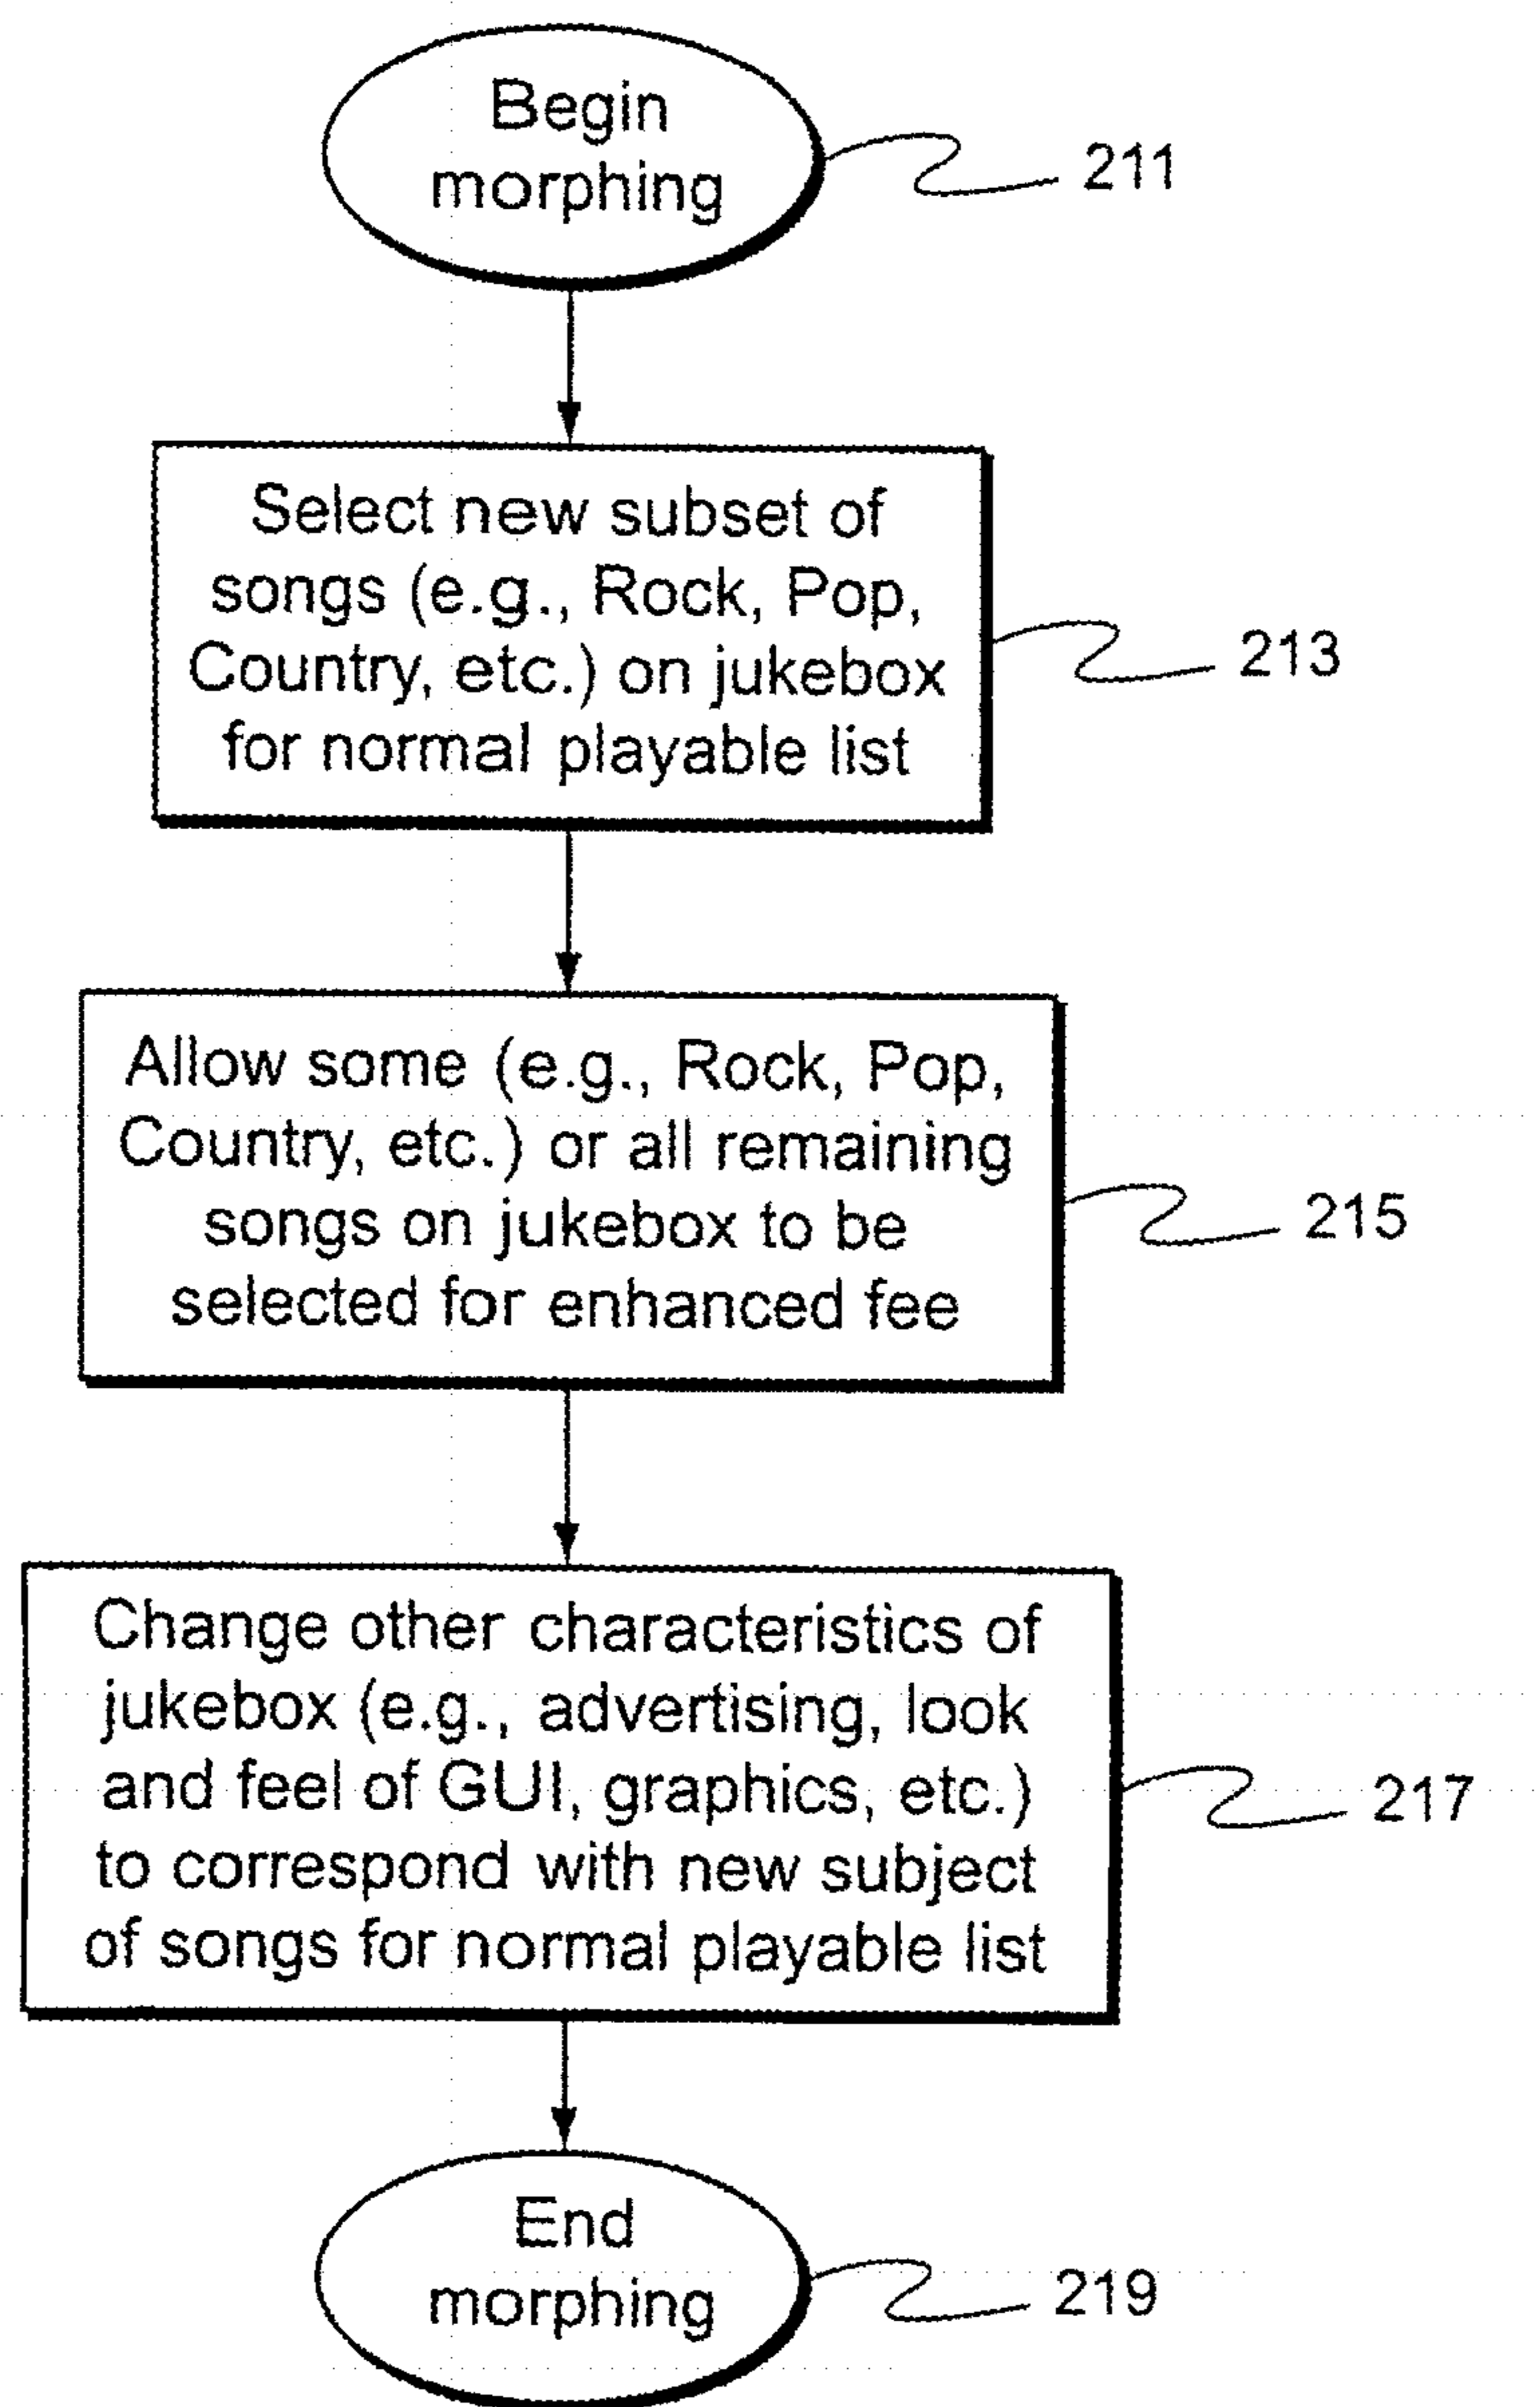 Begin
morphing
211
Select new subset of
songs (e.g., Rock, Pop,
Country, etc.) on jukebox
for normal playable list
213
Allow some (e.g., Rock, Pop,
Country, etc.) or all remaining
songs on jukebox to be
selected for enhanced fee
215
Change other characteristics of
jukebox (e.g., advertising, look
and feel of GUI, graphics, etc.)
to correspond with new subject
of songs for normal playable list
217
End
morphing
219